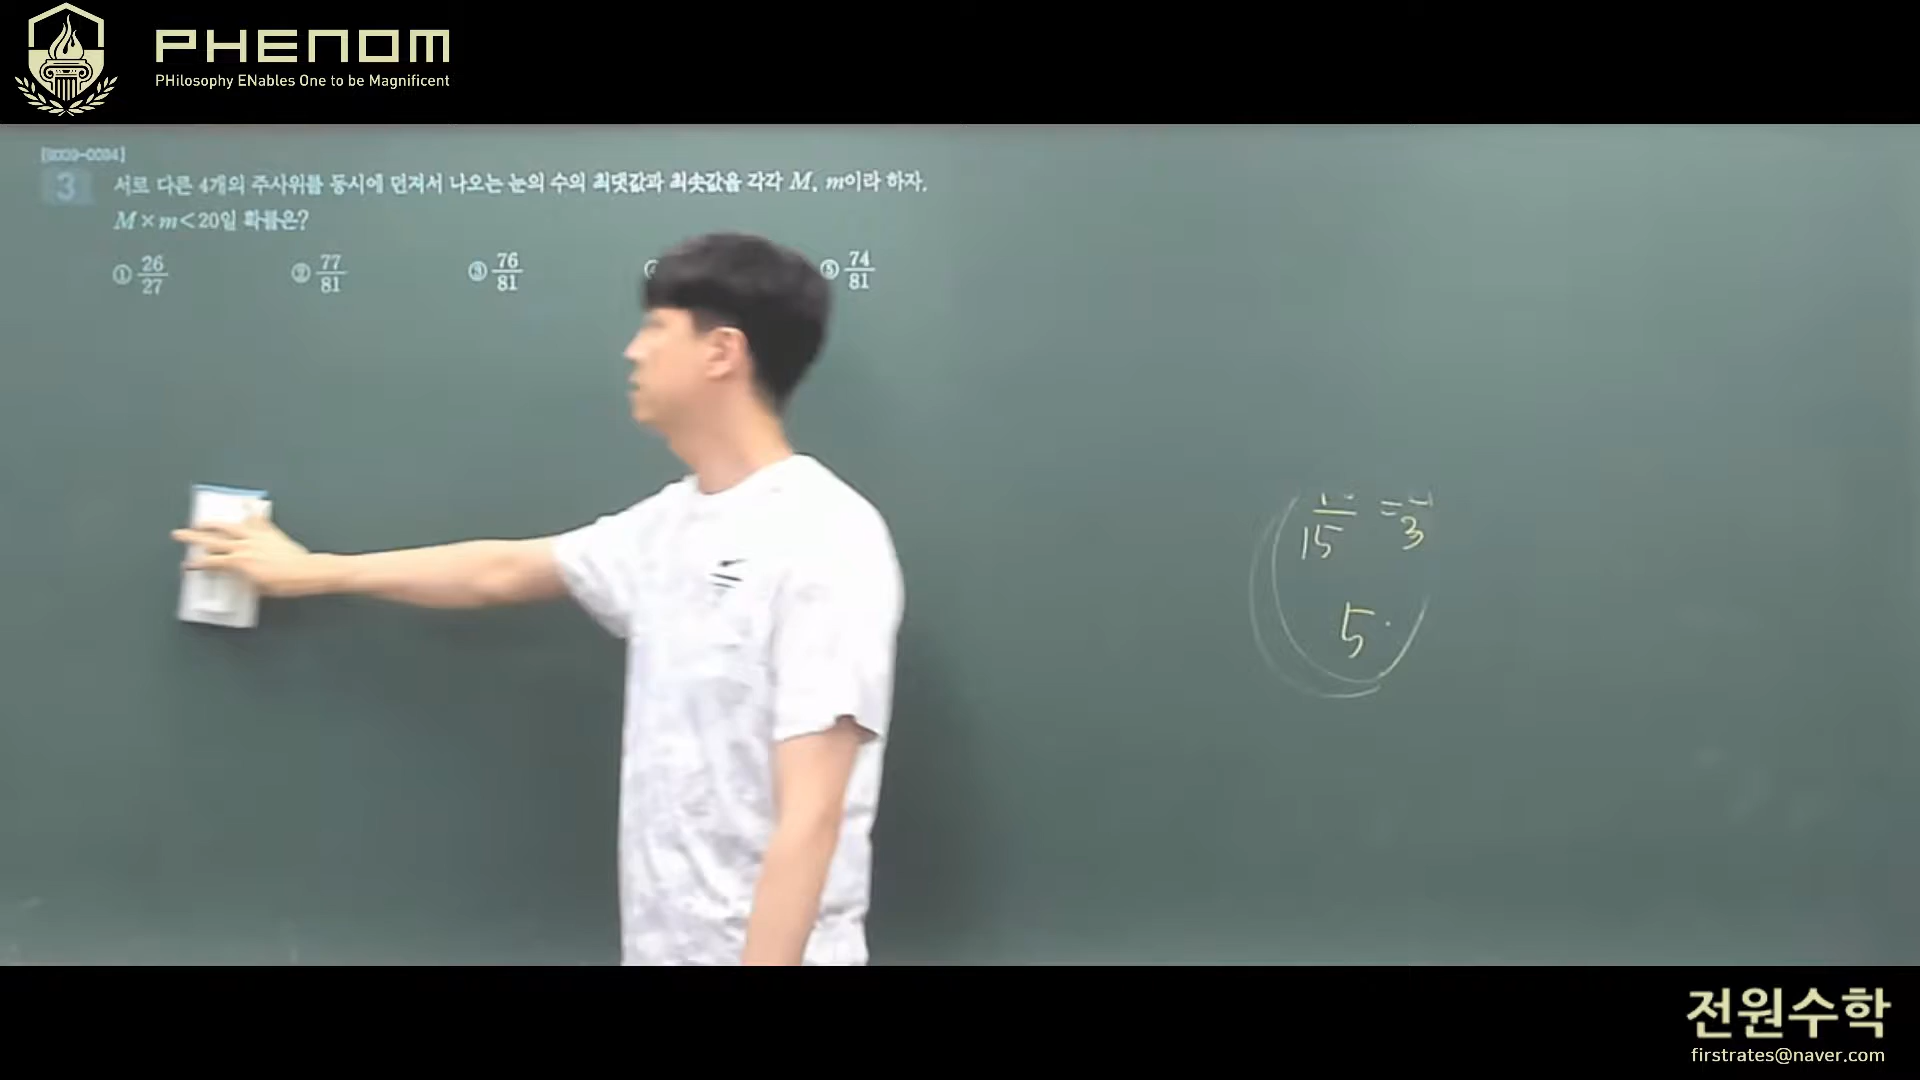 PHENOM
PHilosophy ENables One to be Magnificent
3 서로 다른 4개의 주사위를 동시에 던져서 나오는 눈의 수의 최댓값과 최솟값을 각각 M, m이라 하자.
M × m < 20일 확률은?
① 26/27 ② 77/81 ③ 76/81 ⑤ 74/81
15 = 3
5
전원수학
firstrates@naver.com